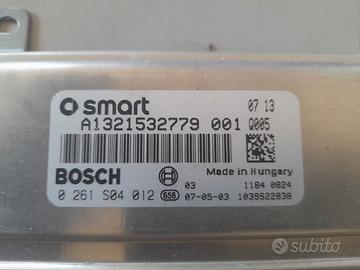 smart 07 13
A1321532779 001 Q005
BOSCH Made in Hungary
03 1184 0824
0 261 S04 012 658 07-05-03 1039S22838
subito